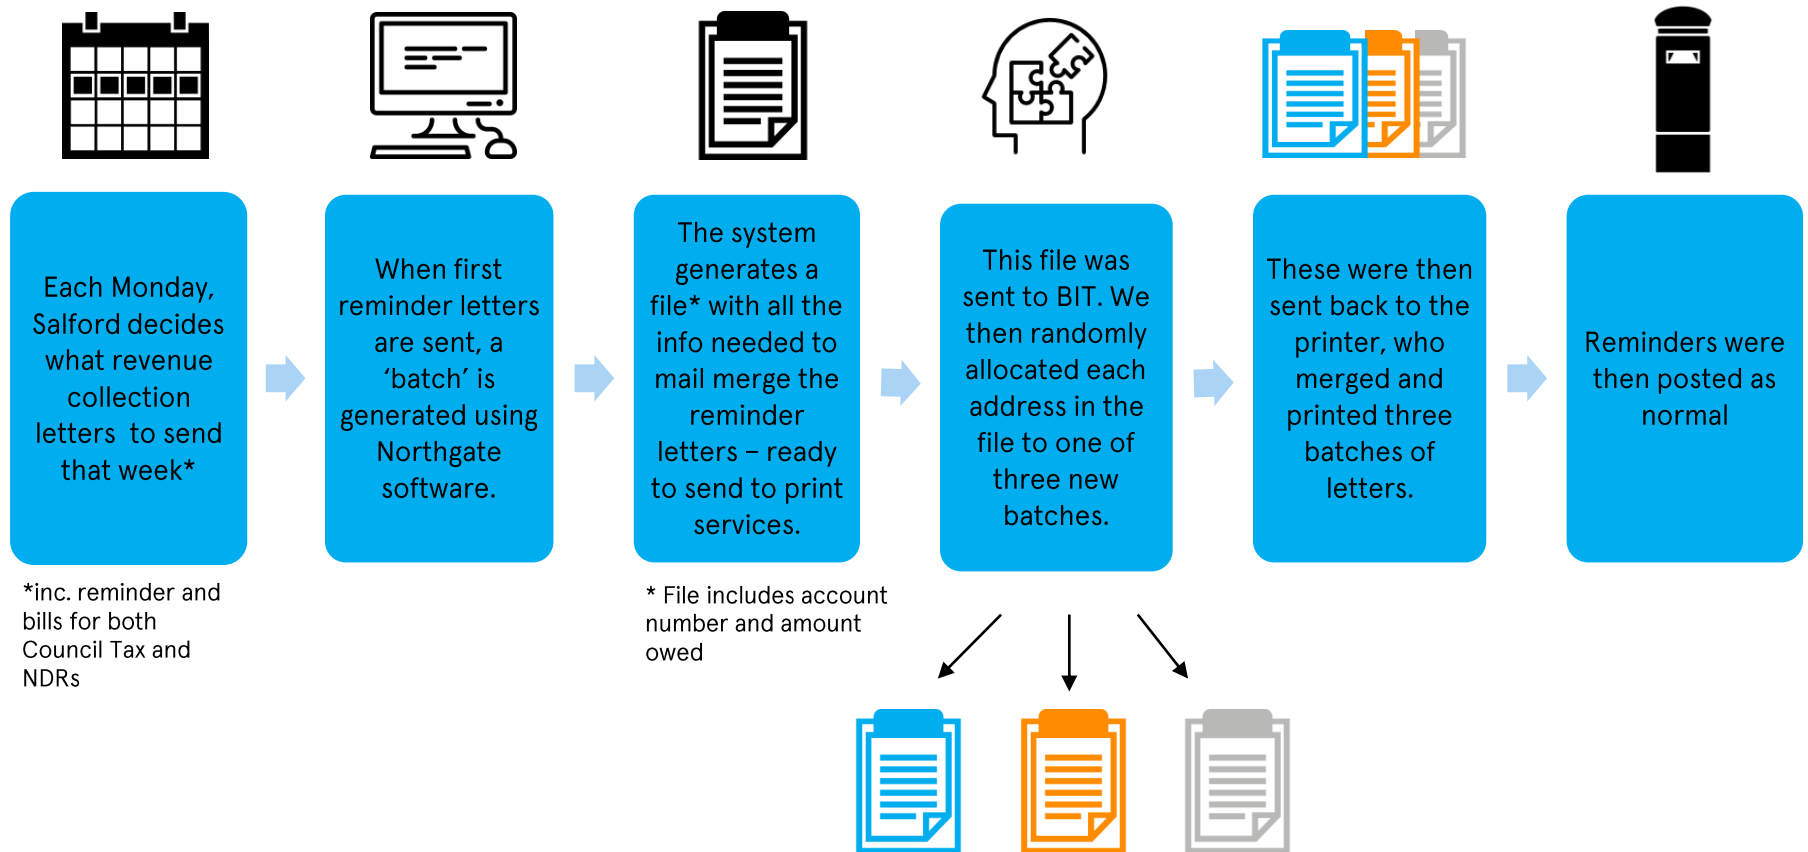 Each Monday,
Salford decides
what revenue
collection
letters to send
that week*
When first
reminder letters
are sent, a
‘batch’ is
generated using
Northgate
software.
The system
generates a
file* with all the
info needed to
mail merge the
reminder
letters – ready
to send to print
services.
This file was
sent to BIT. We
then randomly
allocated each
address in the
file to one of
three new
batches.
These were then
sent back to the
printer, who
merged and
printed three
batches of
letters.
Reminders were
then posted as
normal
*inc. reminder and
bills for both
Council Tax and
NDRs
* File includes account
number and amount
owed